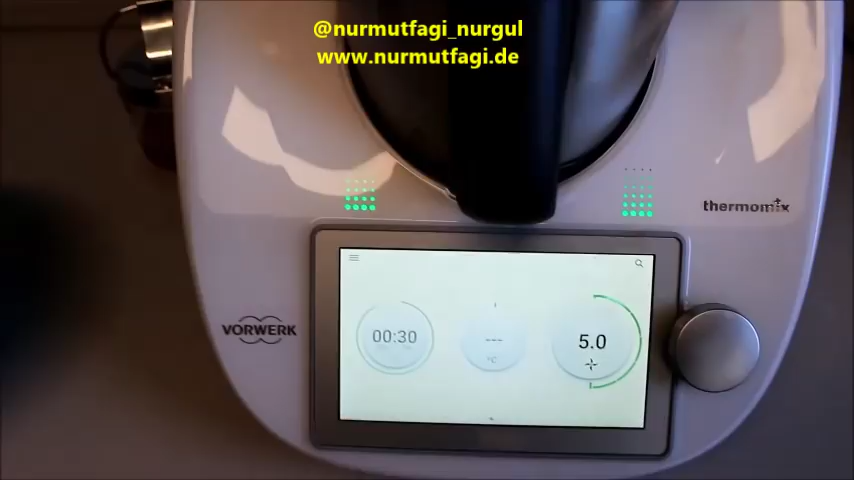 @nurmutfagi_nurgul
www.nurmutfagi.de
thermomix
VORWERK
00:30
---
°C
5.0